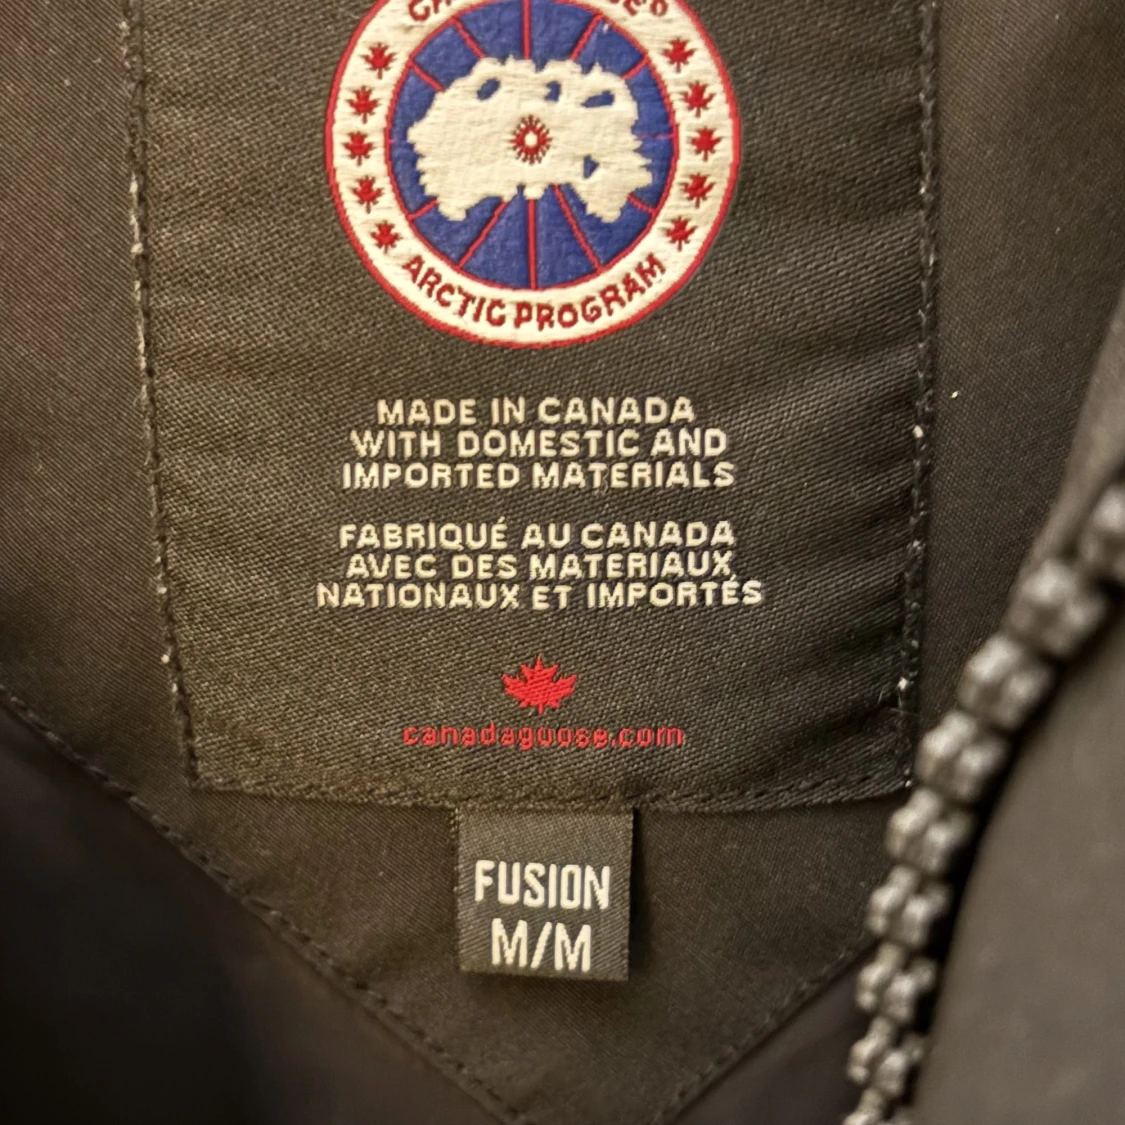 ARCTIC PROGRAM
MADE IN CANADA
WITH DOMESTIC AND
IMPORTED MATERIALS
FABRIQUÉ AU CANADA
AVEC DES MATERIAUX
NATIONAUX ET IMPORTÉS
canadagoose.com
FUSION
M/M